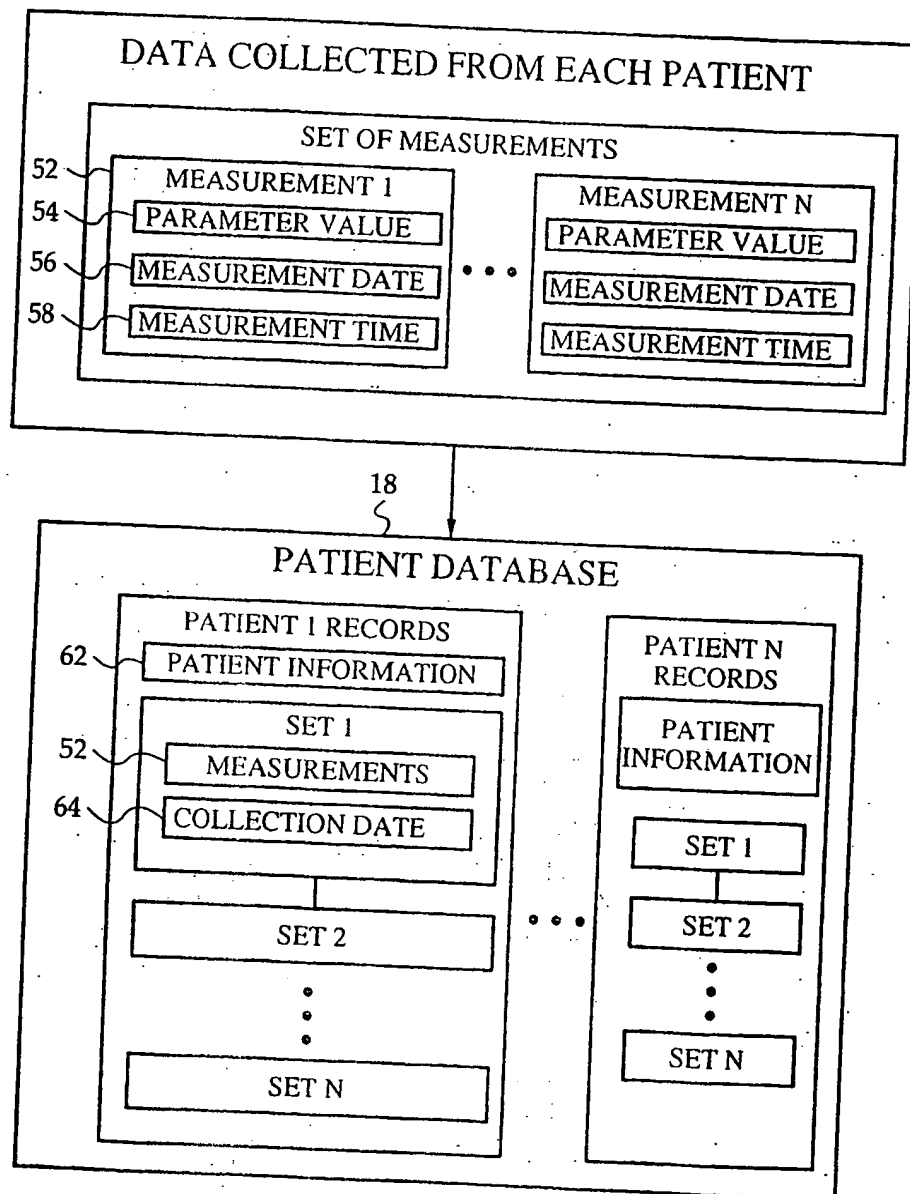 DATA COLLECTED FROM EACH PATIENT
SET OF MEASUREMENTS
52
MEASUREMENT 1
54
PARAMETER VALUE
56
MEASUREMENT DATE
58
MEASUREMENT TIME
MEASUREMENT N
PARAMETER VALUE
MEASUREMENT DATE
MEASUREMENT TIME
18
PATIENT DATABASE
PATIENT 1 RECORDS
62
PATIENT INFORMATION
SET 1
52
MEASUREMENTS
64
COLLECTION DATE
SET 2
SET N
PATIENT N
RECORDS
PATIENT
INFORMATION
SET 1
SET 2
SET N